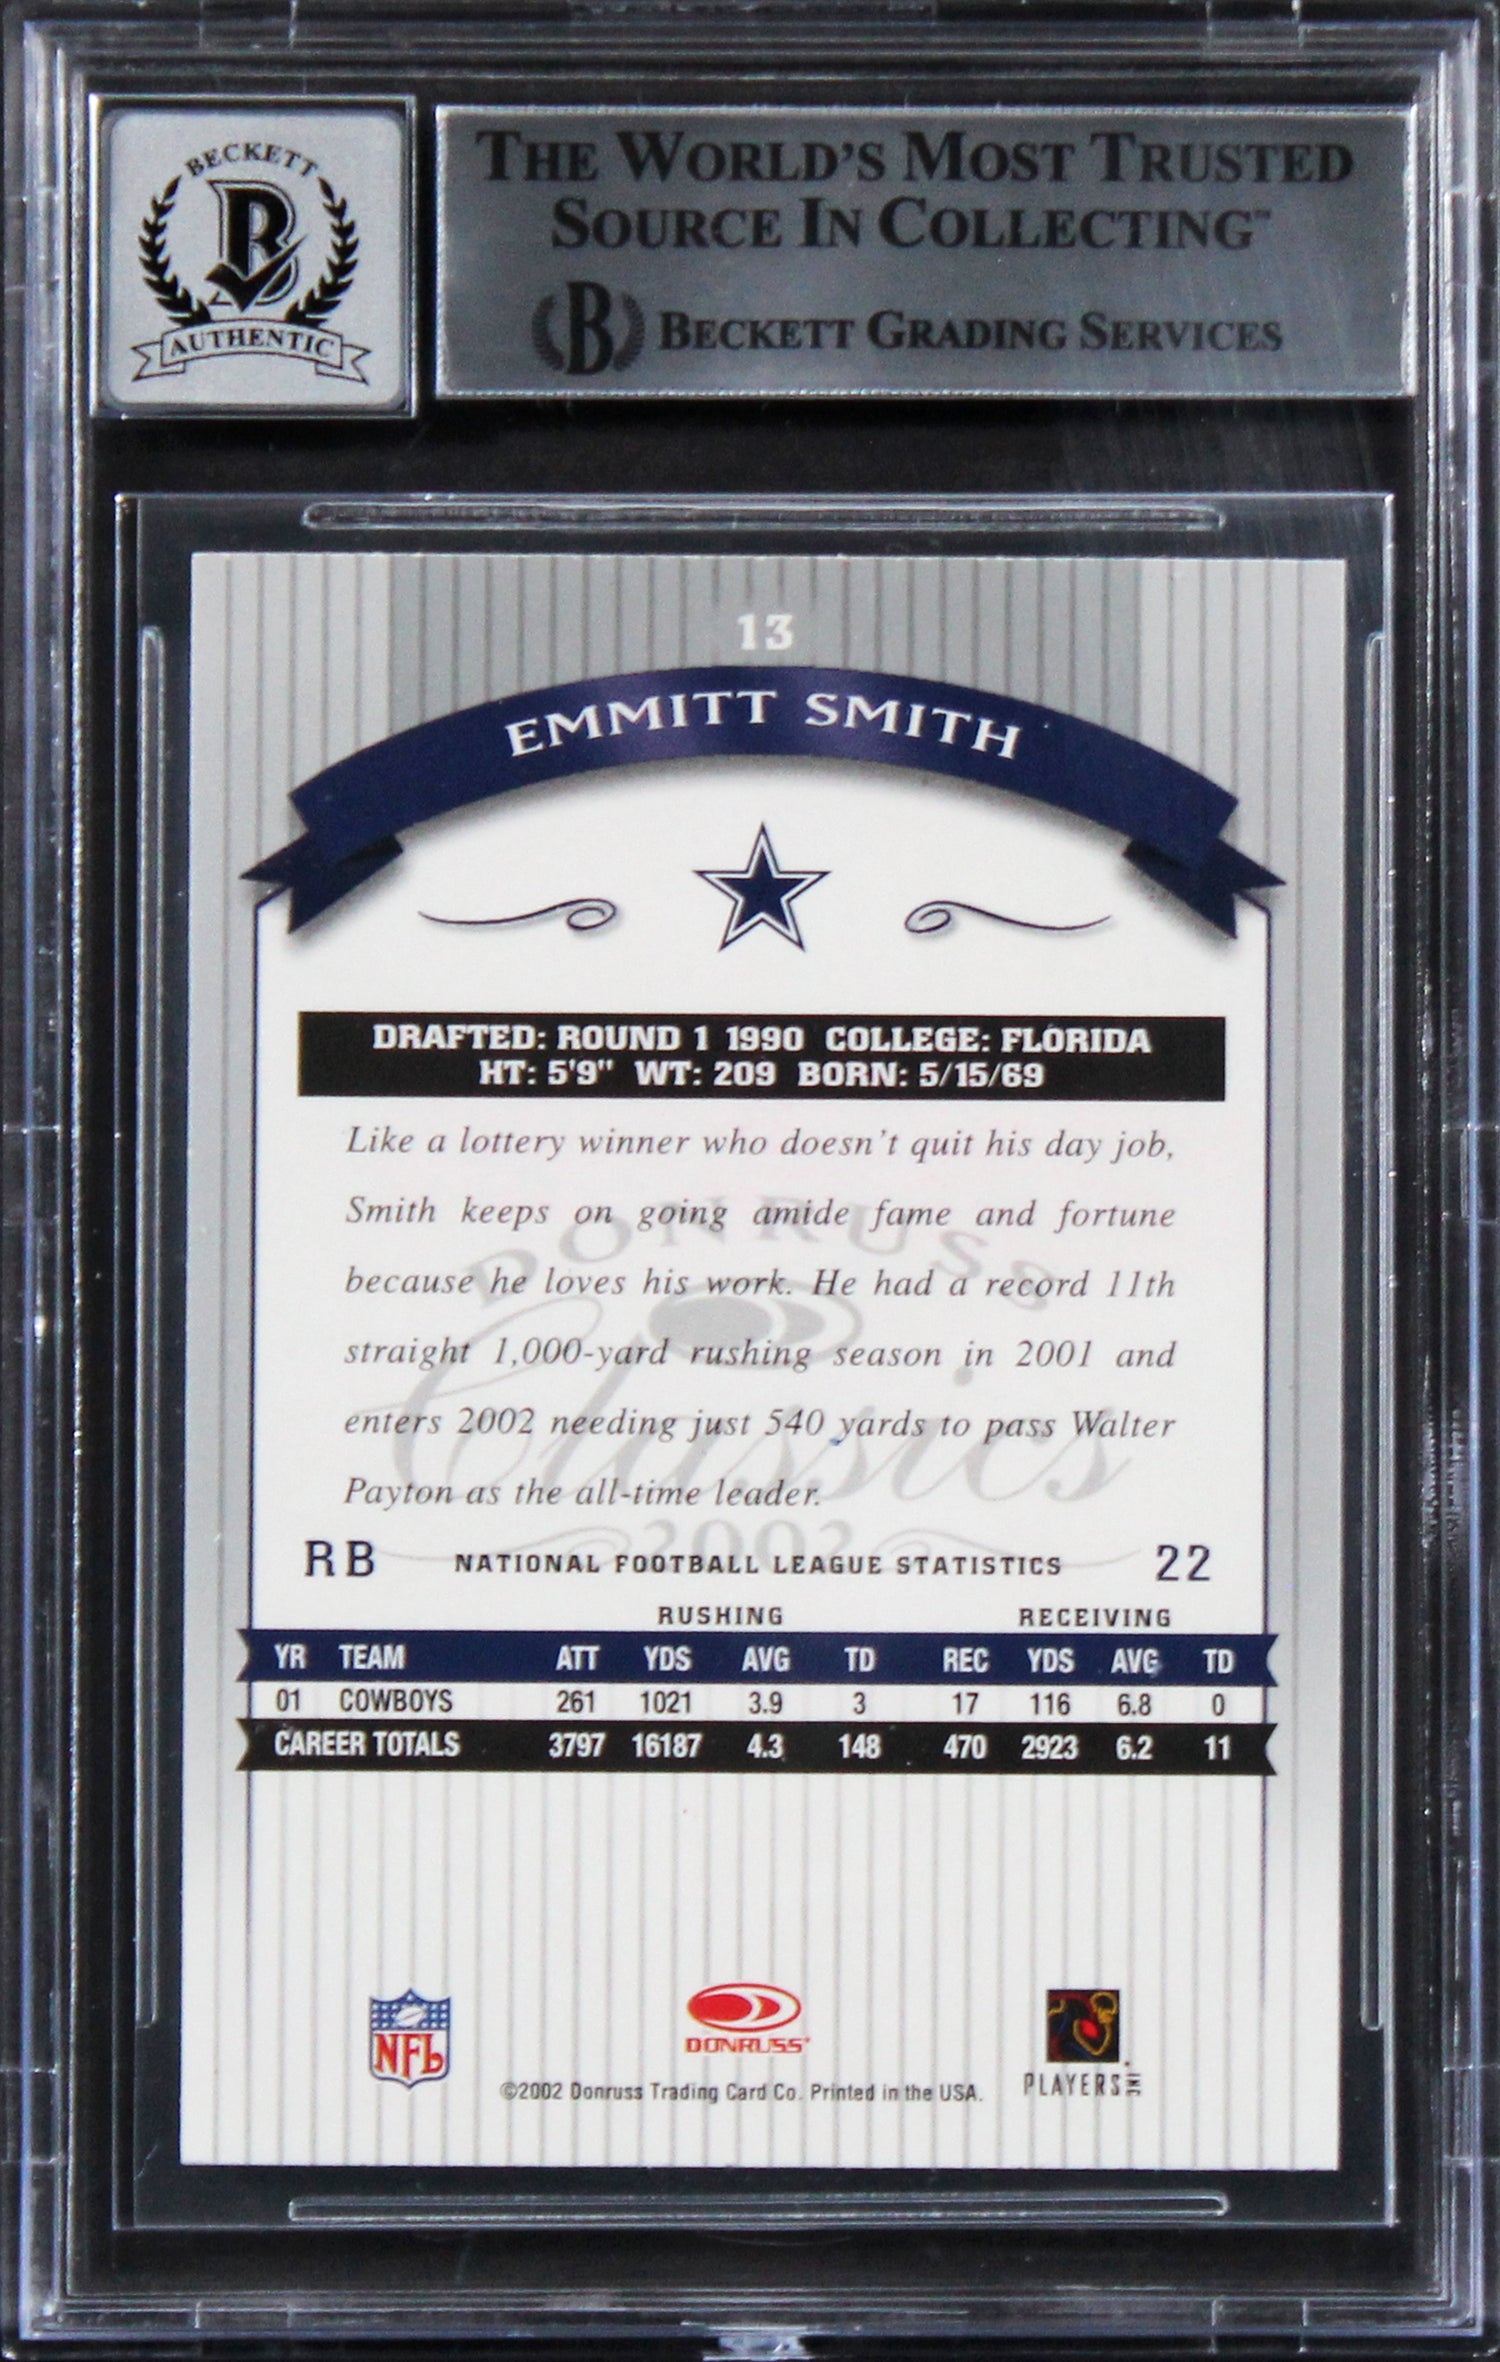 BECKETT
B
AUTHENTIC
THE WORLD'S MOST TRUSTED
SOURCE IN COLLECTING™
B BECKETT GRADING SERVICES
13
EMMITT SMITH
DRAFTED: ROUND 1 1990 COLLEGE: FLORIDA
HT: 5'9" WT: 209 BORN: 5/15/69
DONRUSS
Classics
2002
Like a lottery winner who doesn't quit his day job,
Smith keeps on going amide fame and fortune
because he loves his work. He had a record 11th
straight 1,000-yard rushing season in 2001 and
enters 2002 needing just 540 yards to pass Walter
Payton as the all-time leader.
RB NATIONAL FOOTBALL LEAGUE STATISTICS 22
RUSHING RECEIVING
YR TEAM ATT YDS AVG TD REC YDS AVG TD
01 COWBOYS 261 1021 3.9 3 17 116 6.8 0
CAREER TOTALS 3797 16187 4.3 148 470 2923 6.2 11
NFL
DONRUSS
PLAYERS INC
©2002 Donruss Trading Card Co. Printed in the USA.